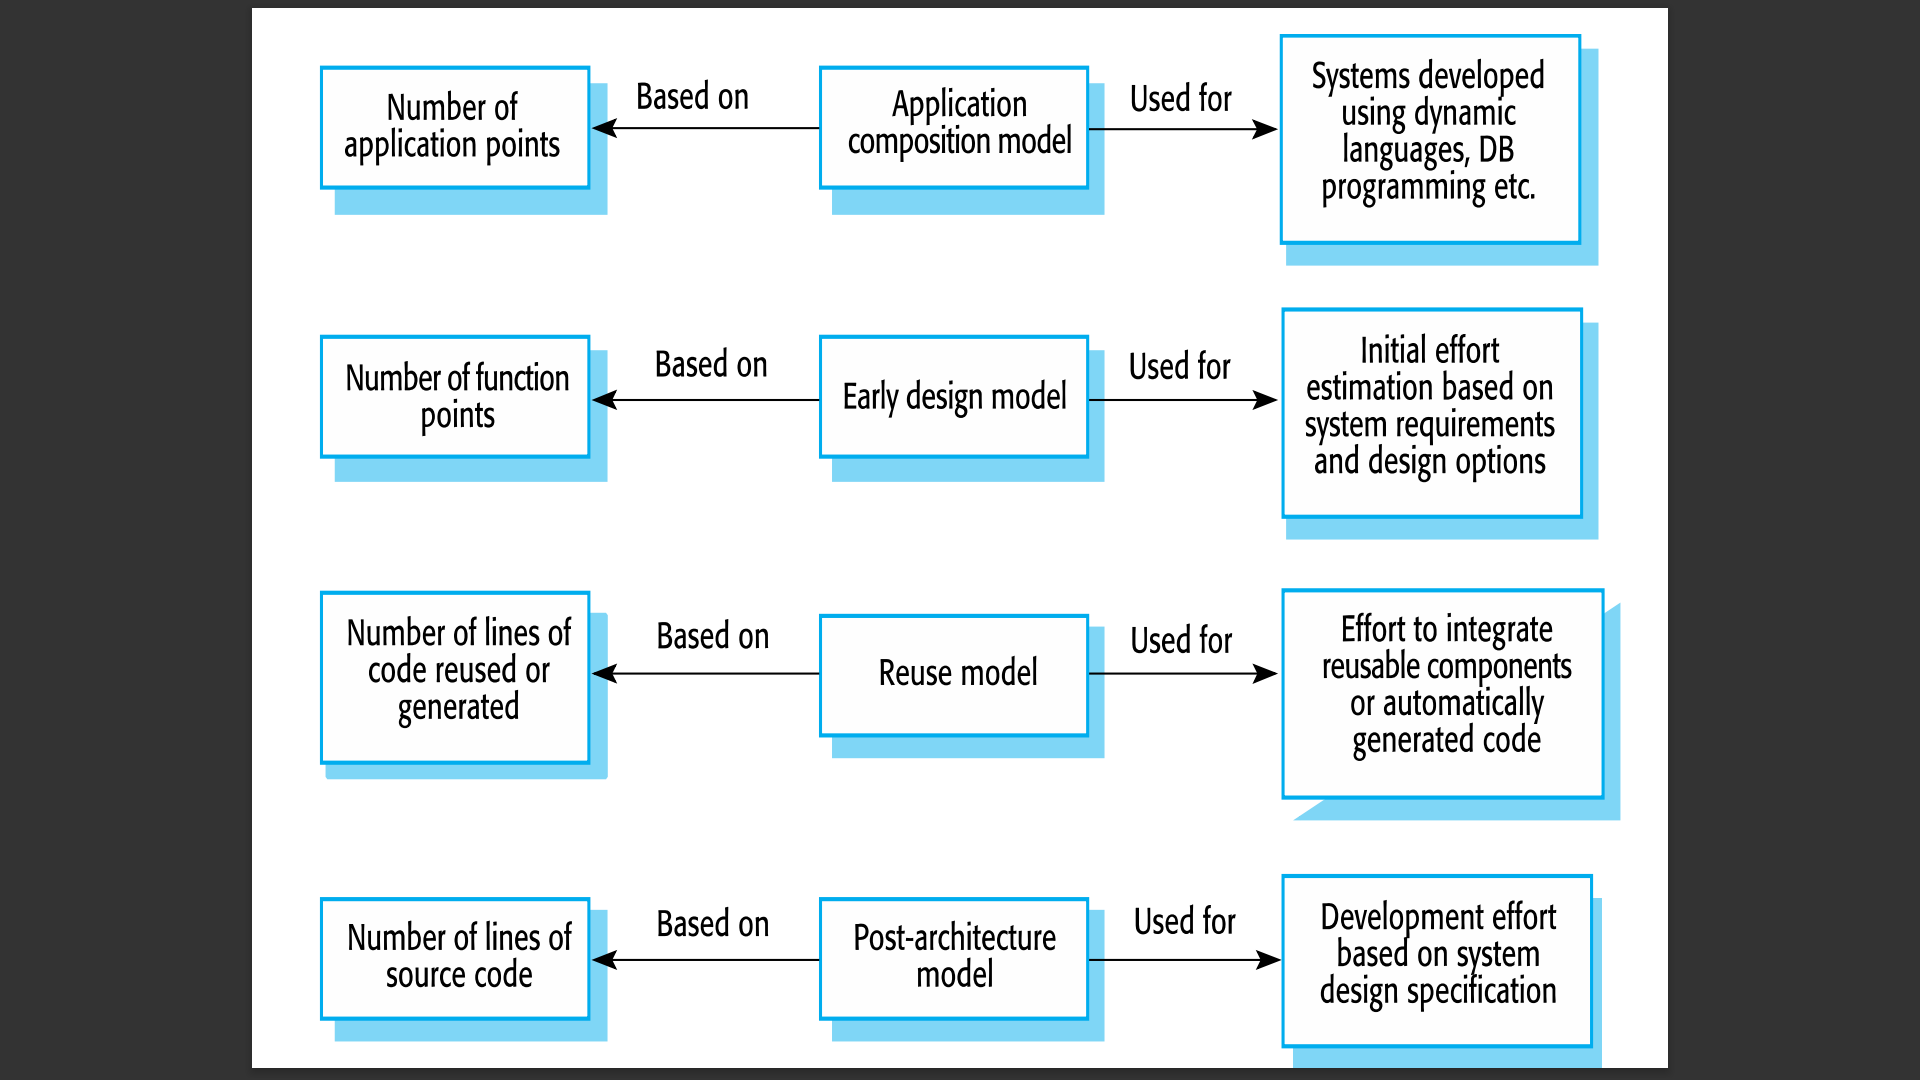 Number of
application points
Based on
Application
composition model
Used for
Systems developed
using dynamic
languages, DB
programming etc.
Number of function
points
Based on
Early design model
Used for
Initial effort
estimation based on
system requirements
and design options
Number of lines of
code reused or
generated
Based on
Reuse model
Used for
Effort to integrate
reusable components
or automatically
generated code
Number of lines of
source code
Based on
Post-architecture
model
Used for
Development effort
based on system
design specification